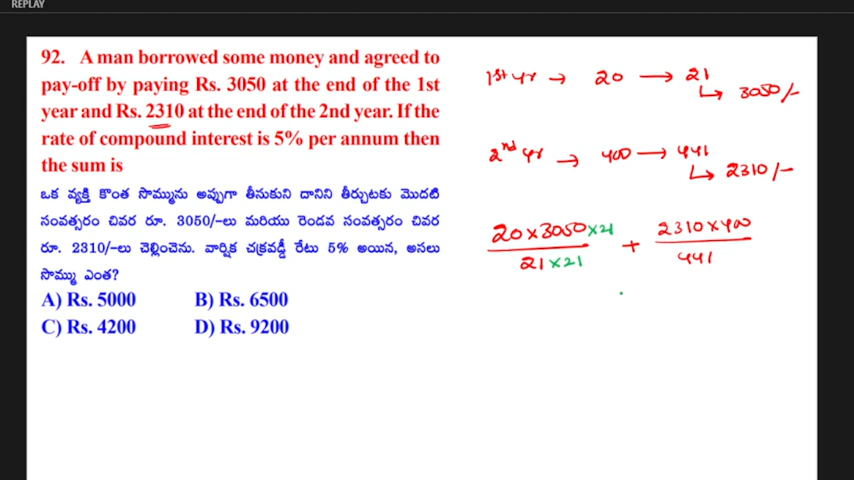 REPLAY
92. A man borrowed some money and agreed to
pay-off by paying Rs. 3050 at the end of the 1st
year and Rs. 2310 at the end of the 2nd year. If the
rate of compound interest is 5% per annum then
the sum is
ఒక వ్యక్తి కొంత సొమ్మును అప్పుగా తీసుకుని దానిని తీర్చుటకు మొదటి
సంవత్సరం చివర రూ. 3050/-లు మరియు రెండవ సంవత్సరం చివర
రూ. 2310/-లు చెల్లించెను. వార్షిక చక్రవడ్డీ రేటు 5% అయిన, అసలు
సొమ్ము ఎంత?
A) Rs. 5000 B) Rs. 6500
C) Rs. 4200 D) Rs. 9200
1st yr → 20 → 21
↳ 3050/-
2nd yr → 400 → 441
↳ 2310/-
20 × 3050 × 21 + 2310 × 400
21 × 21 441